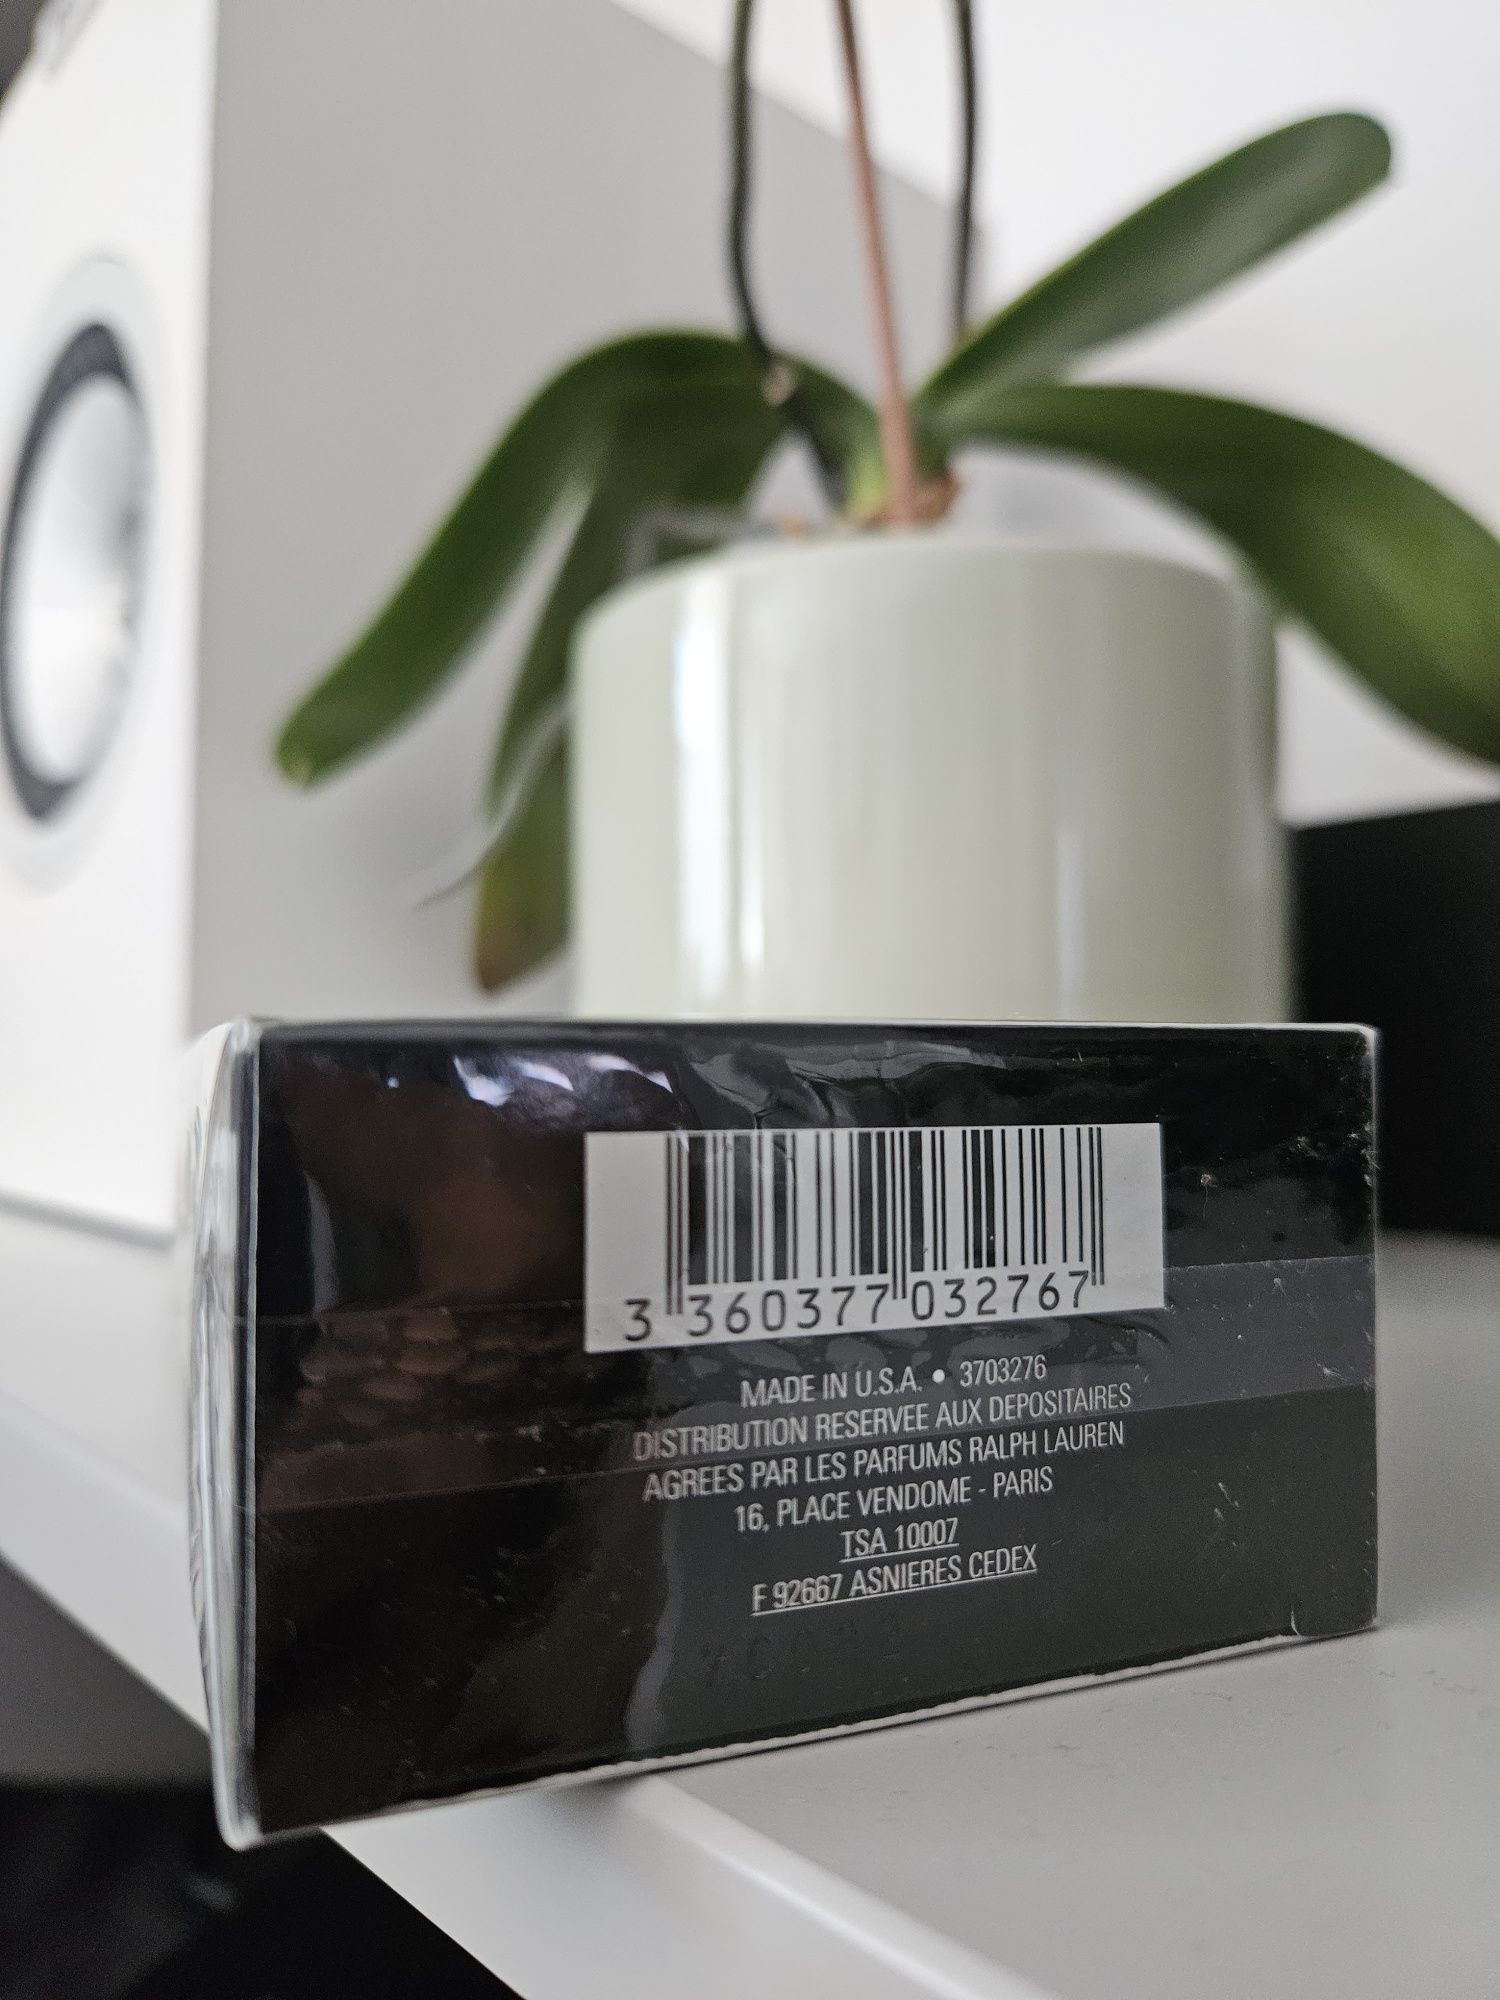 3 360377 032767
MADE IN U.S.A. • 3703276
DISTRIBUTION RESERVEE AUX DEPOSITAIRES
AGREES PAR LES PARFUMS RALPH LAUREN
16, PLACE VENDOME - PARIS
TSA 10007
F 92667 ASNIERES CEDEX